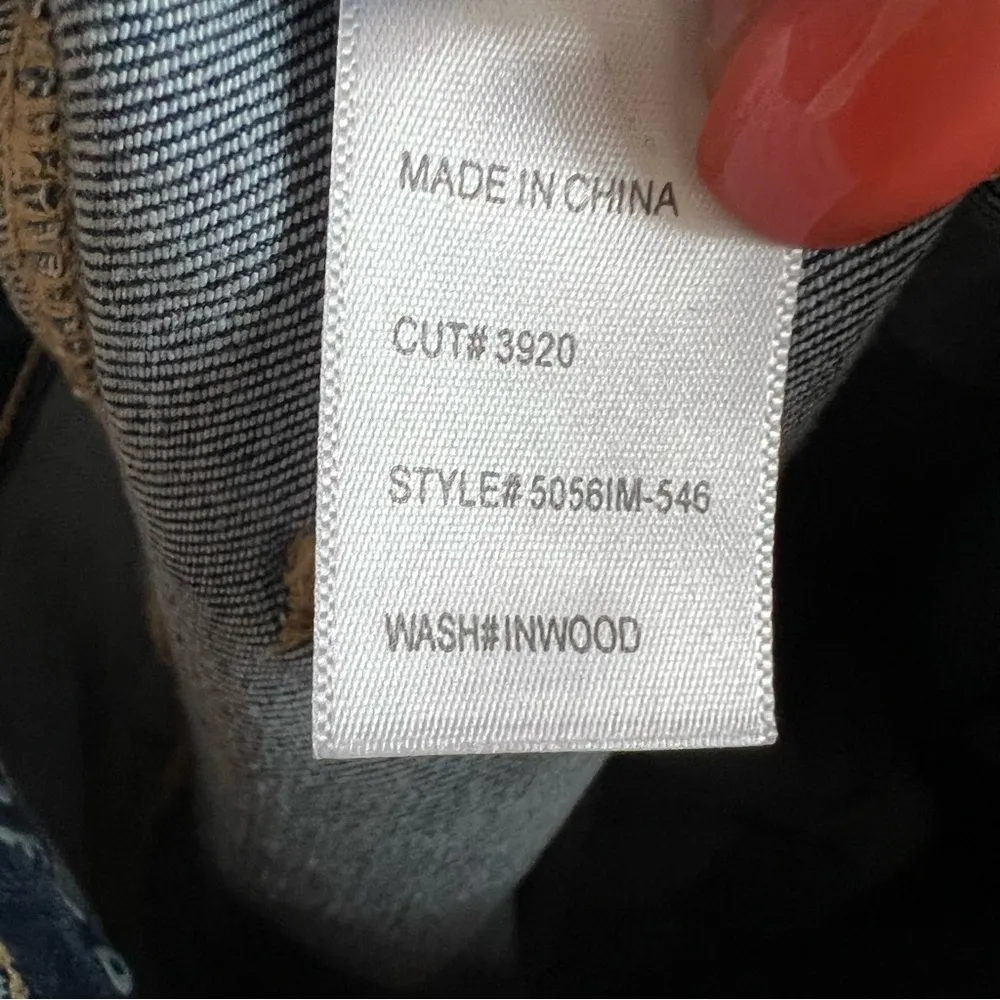 MADE IN CHINA
CUT# 3920
STYLE# 5056IM-546
WASH#INWOOD